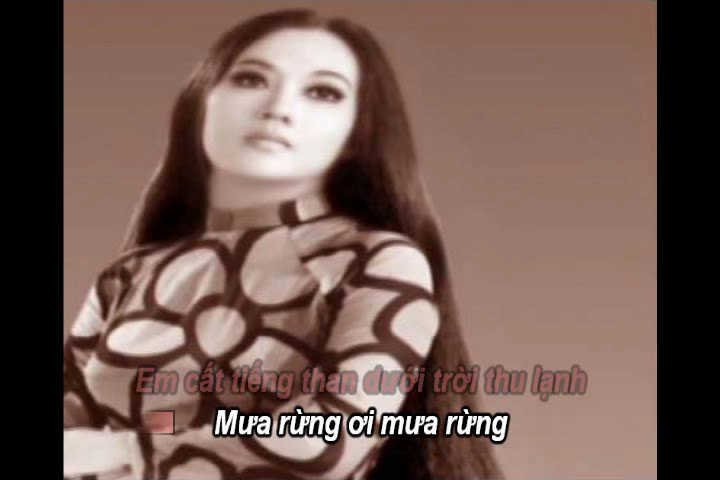 Em cất tiếng than dưới trời thu lạnh
Mưa rừng ơi mưa rừng